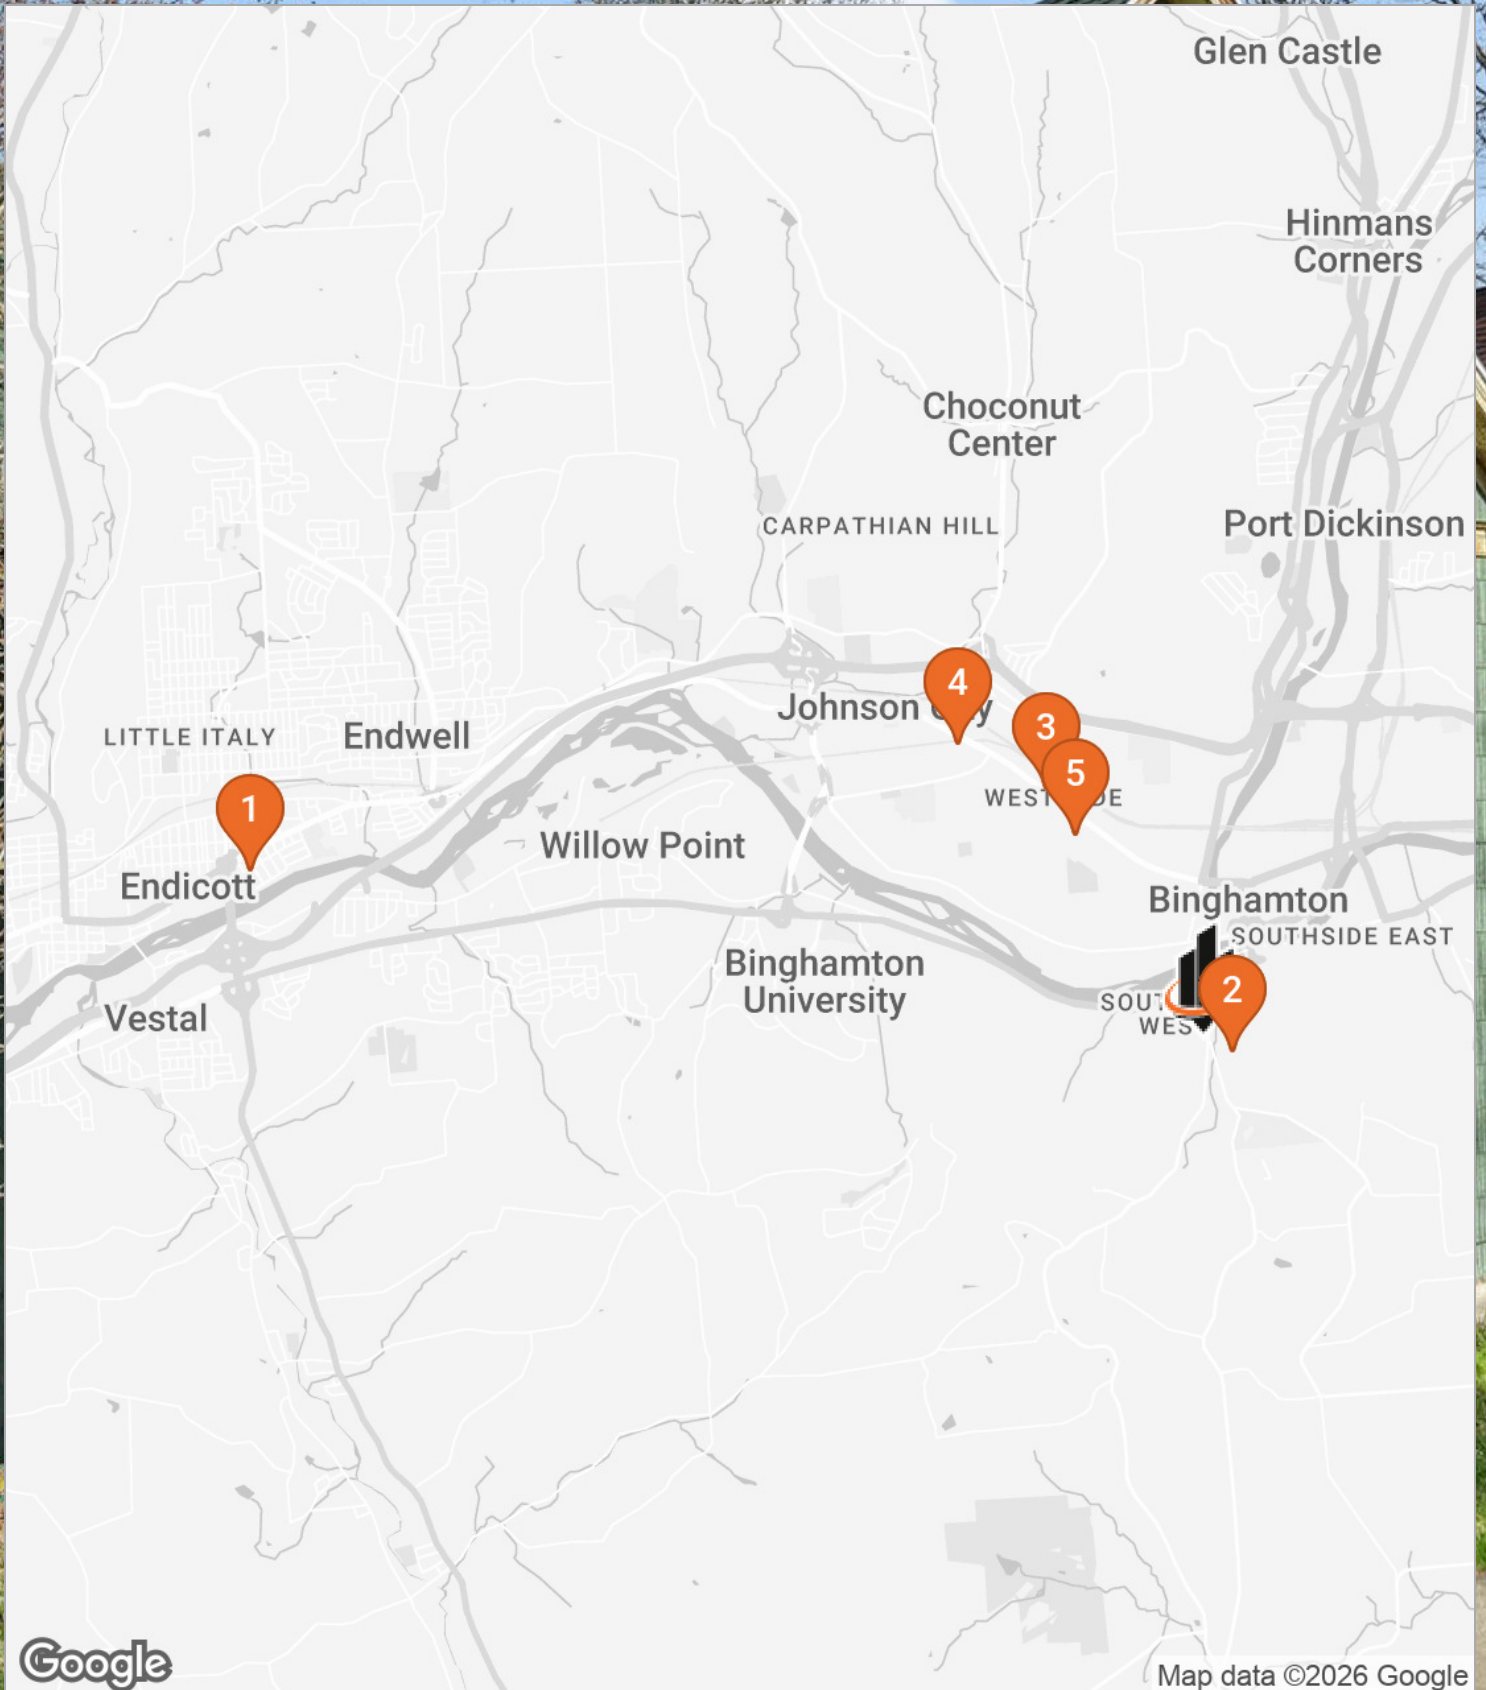 Glen Castle
Hinmans
Corners
Choconut
Center
CARPATHIAN HILL
Port Dickinson
4
Johnson
3
LITTLE ITALY
Endwell
5
1
Willow Point
Endicott
Binghamton
SOUTHSIDE EAST
Binghamton
University
2
Vestal
Google
Map data ©2026 Google